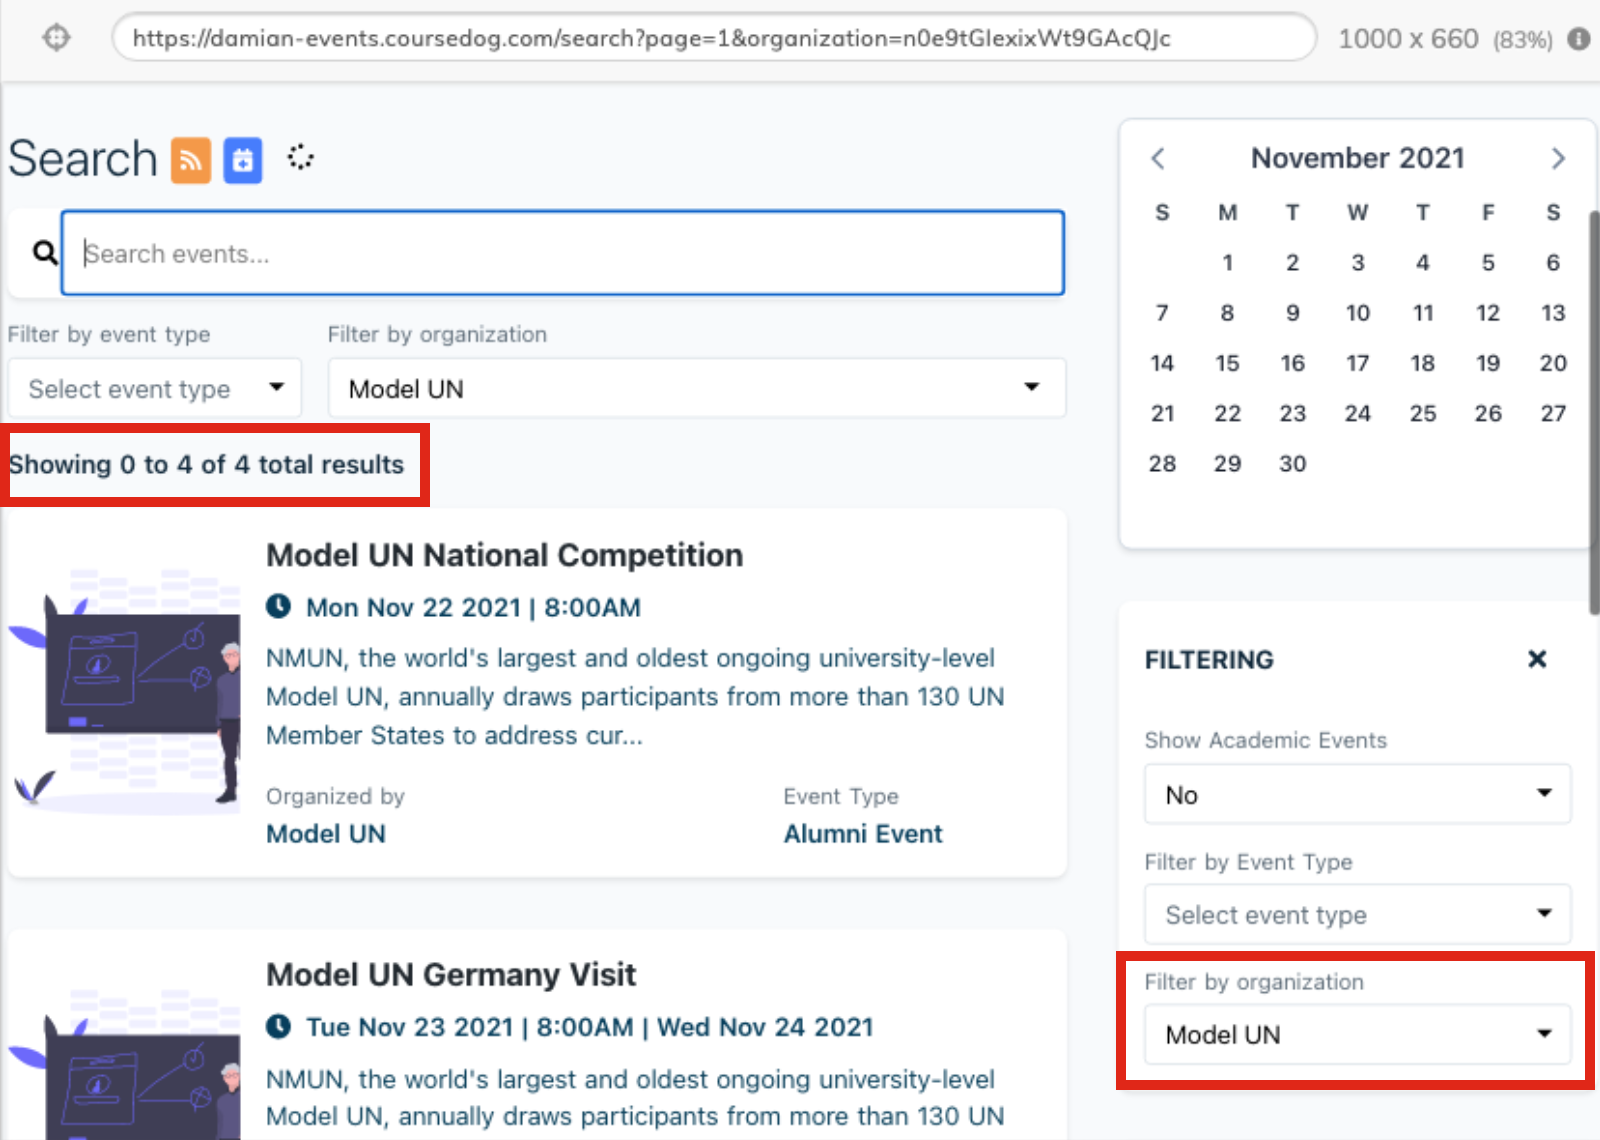 https://damian-events.coursedog.com/search?page=1&organization=n0e9tGlexixWt9GAcQJc
1000 x 660 (83%)
Search
Search events...
Filter by event type
Filter by organization
Select event type
Model UN
Showing 0 to 4 of 4 total results
Model UN National Competition
Mon Nov 22 2021 | 8:00AM
NMUN, the world's largest and oldest ongoing university-level
Model UN, annually draws participants from more than 130 UN
Member States to address cur...
Organized by
Event Type
Model UN
Alumni Event
Model UN Germany Visit
Tue Nov 23 2021 | 8:00AM | Wed Nov 24 2021
NMUN, the world's largest and oldest ongoing university-level
Model UN, annually draws participants from more than 130 UN
November 2021
S M T W T F S
1 2 3 4 5 6
7 8 9 10 11 12 13
14 15 16 17 18 19 20
21 22 23 24 25 26 27
28 29 30
FILTERING
Show Academic Events
No
Filter by Event Type
Select event type
Filter by organization
Model UN